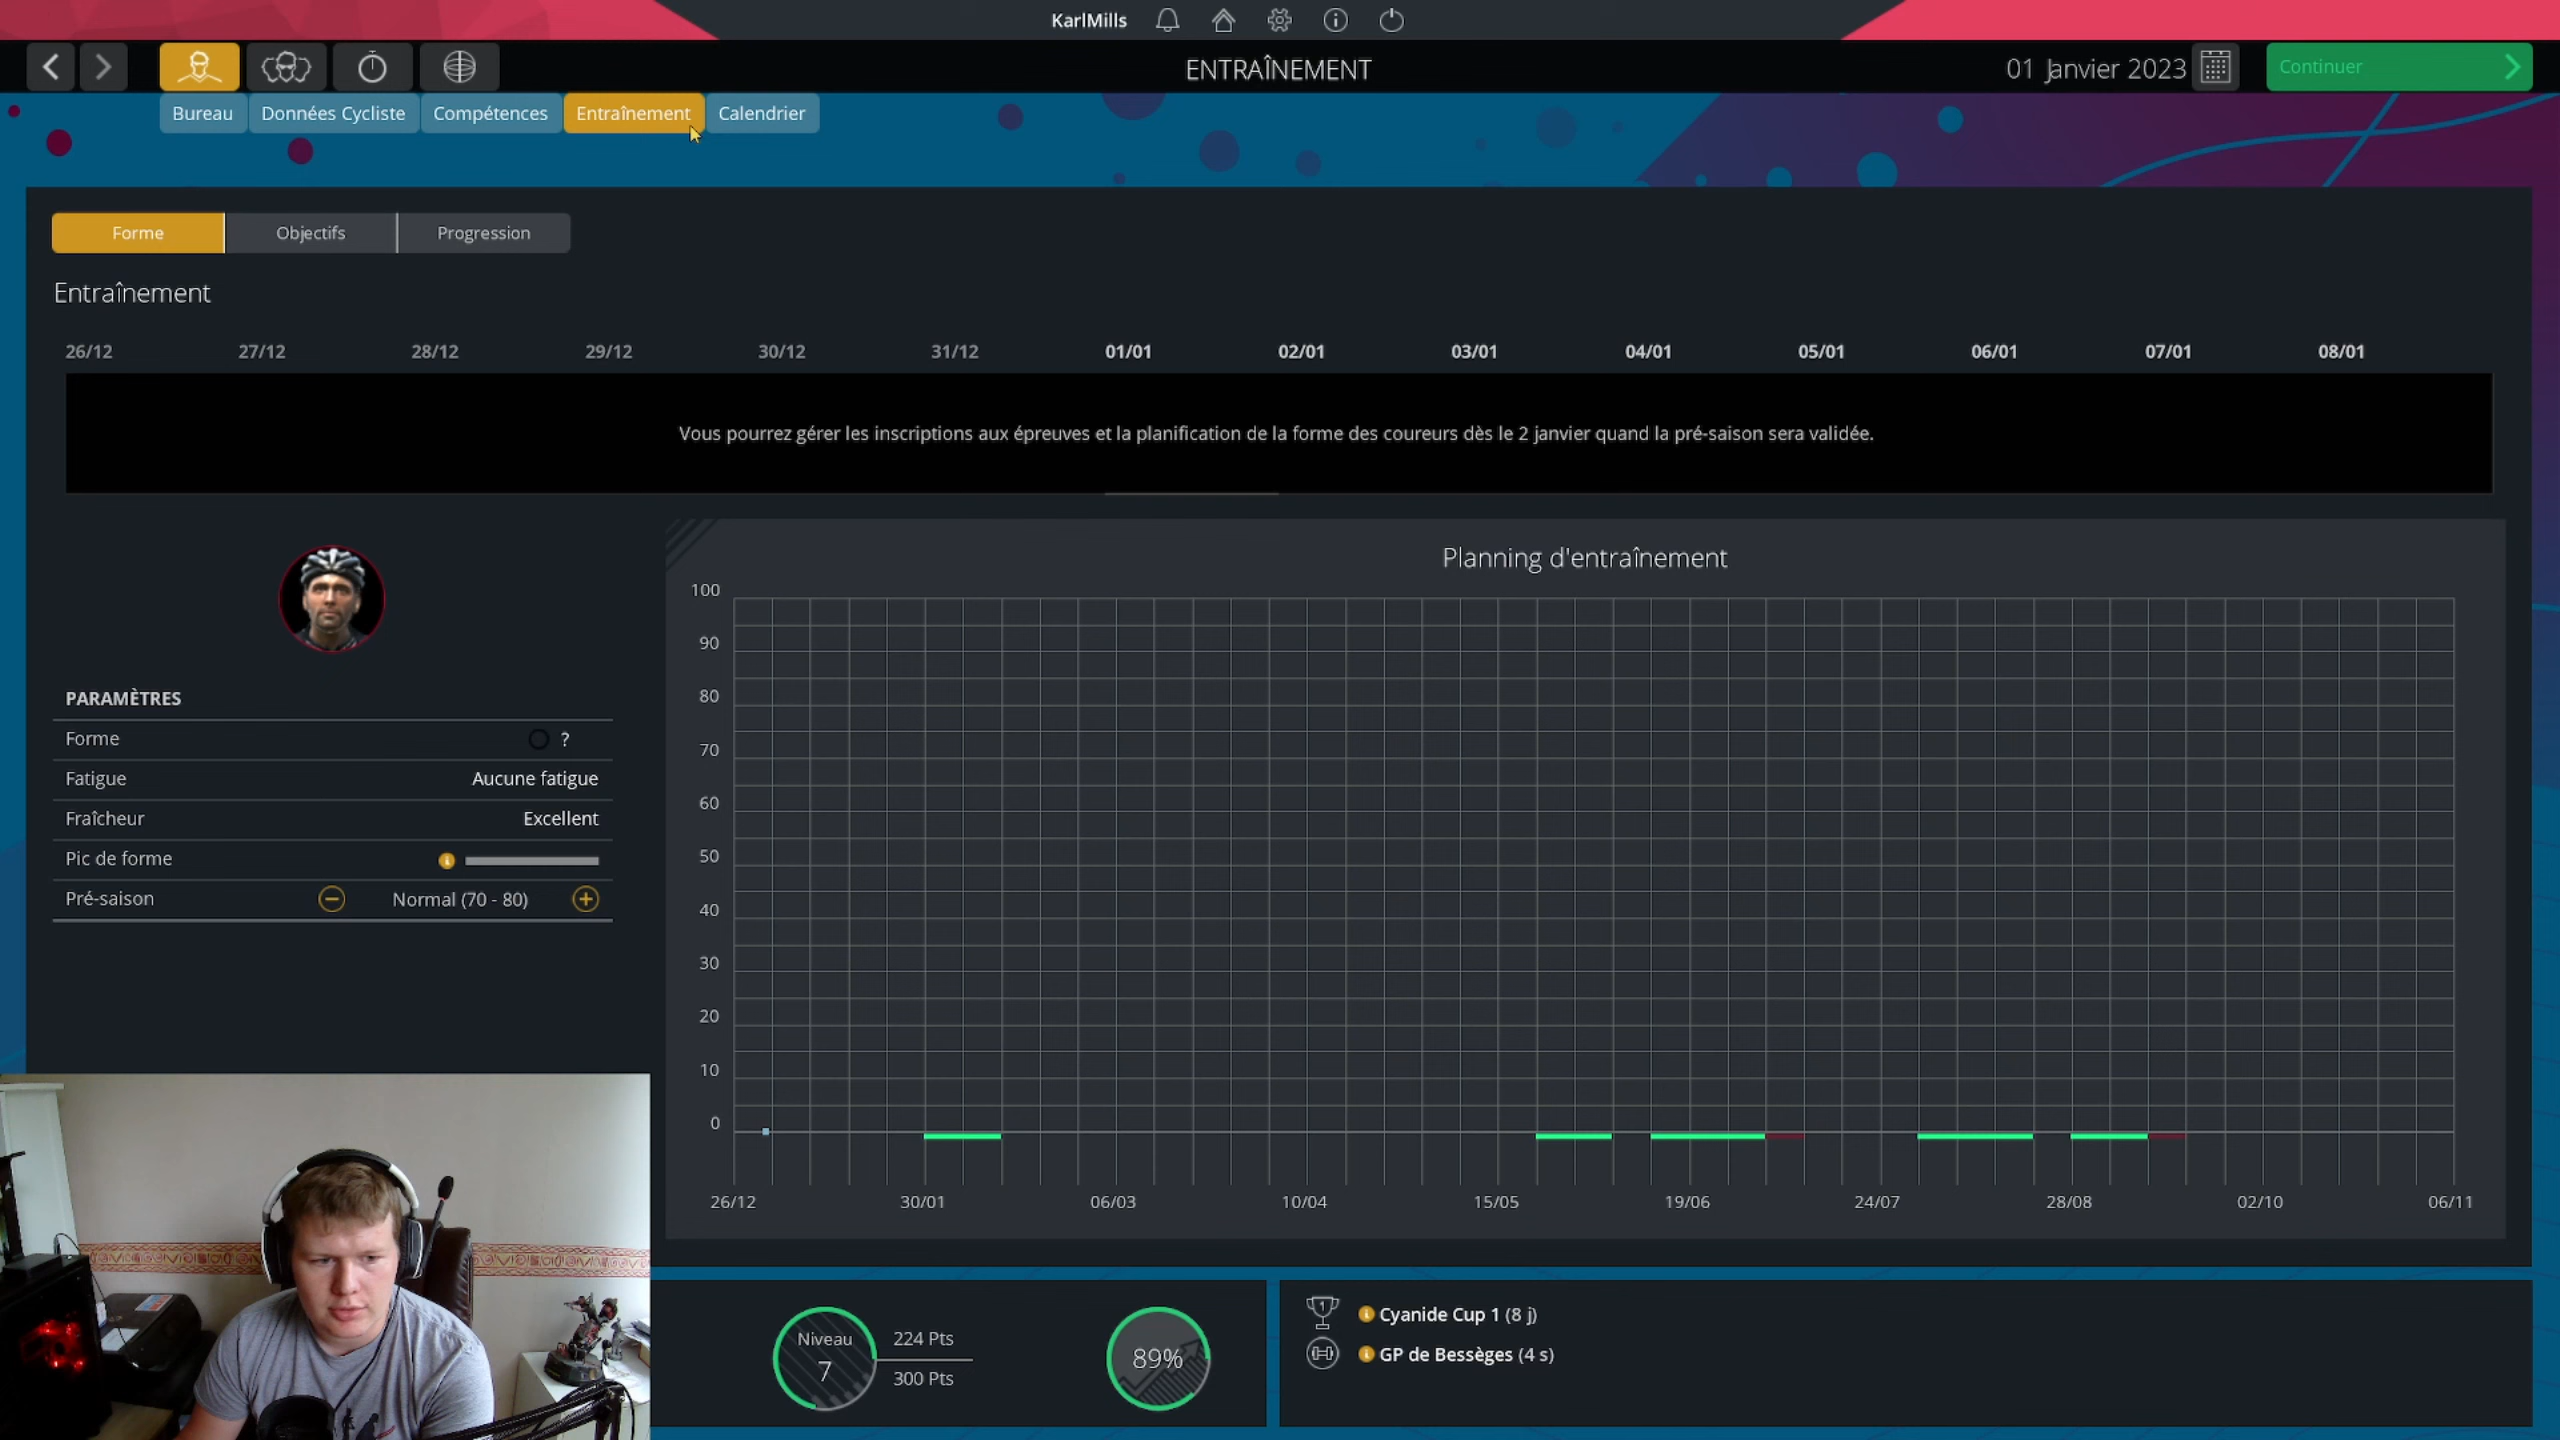 KarlMills
ENTRAÎNEMENT
01 Janvier 2023
Continuer
Bureau
Données Cycliste
Compétences
Entraînement
Calendrier
Forme
Objectifs
Progression
Entraînement
26/12
27/12
28/12
29/12
30/12
31/12
01/01
02/01
03/01
04/01
05/01
06/01
07/01
08/01
Vous pourrez gérer les inscriptions aux épreuves et la planification de la forme des coureurs dès le 2 janvier quand la pré-saison sera validée.
PARAMÈTRES
Forme ?
Fatigue Aucune fatigue
Fraîcheur Excellent
Pic de forme
Pré-saison Normal (70 - 80)
Planning d'entraînement
100
90
80
70
60
50
40
30
20
10
0
26/12
30/01
06/03
10/04
15/05
19/06
24/07
28/08
02/10
06/11
Niveau
7
224 Pts
300 Pts
89%
Cyanide Cup 1 (8 j)
GP de Bessèges (4 s)